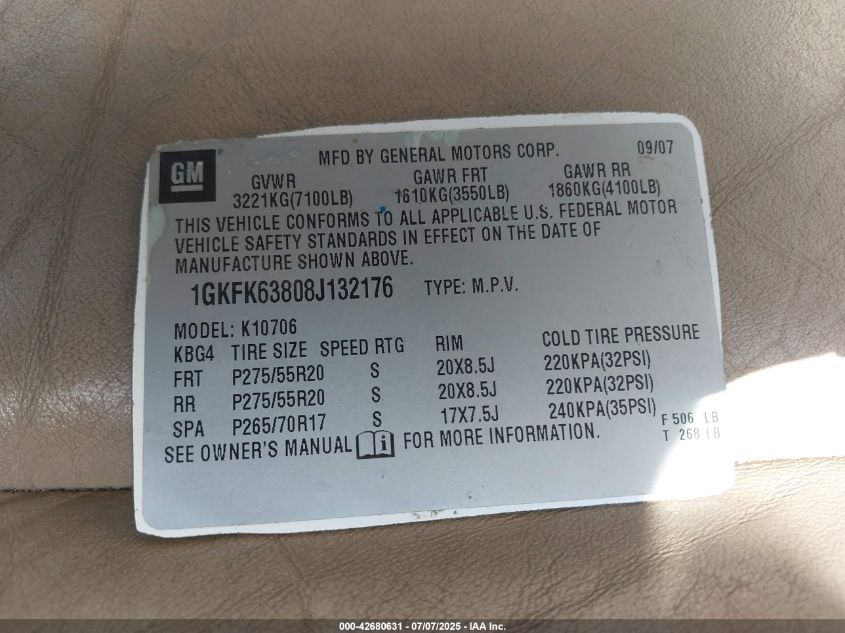 GM
MFD BY GENERAL MOTORS CORP. 09/07
GVWR GAWR FRT GAWR RR
3221KG(7100LB) 1610KG(3550LB) 1860KG(4100LB)
THIS VEHICLE CONFORMS TO ALL APPLICABLE U.S. FEDERAL MOTOR
VEHICLE SAFETY STANDARDS IN EFFECT ON THE DATE OF
MANUFACTURE SHOWN ABOVE.
1GKFK63808J132176 TYPE: M.P.V.
MODEL: K10706
KBG4 TIRE SIZE SPEED RTG RIM COLD TIRE PRESSURE
FRT P275/55R20 S 20X8.5J 220KPA(32PSI)
RR P275/55R20 S 20X8.5J 220KPA(32PSI)
SPA P265/70R17 S 17X7.5J 240KPA(35PSI)
F 506 LB
T 268 LB
SEE OWNER'S MANUAL i FOR MORE INFORMATION.
000-42680631 - 07/07/2025 - IAA Inc.